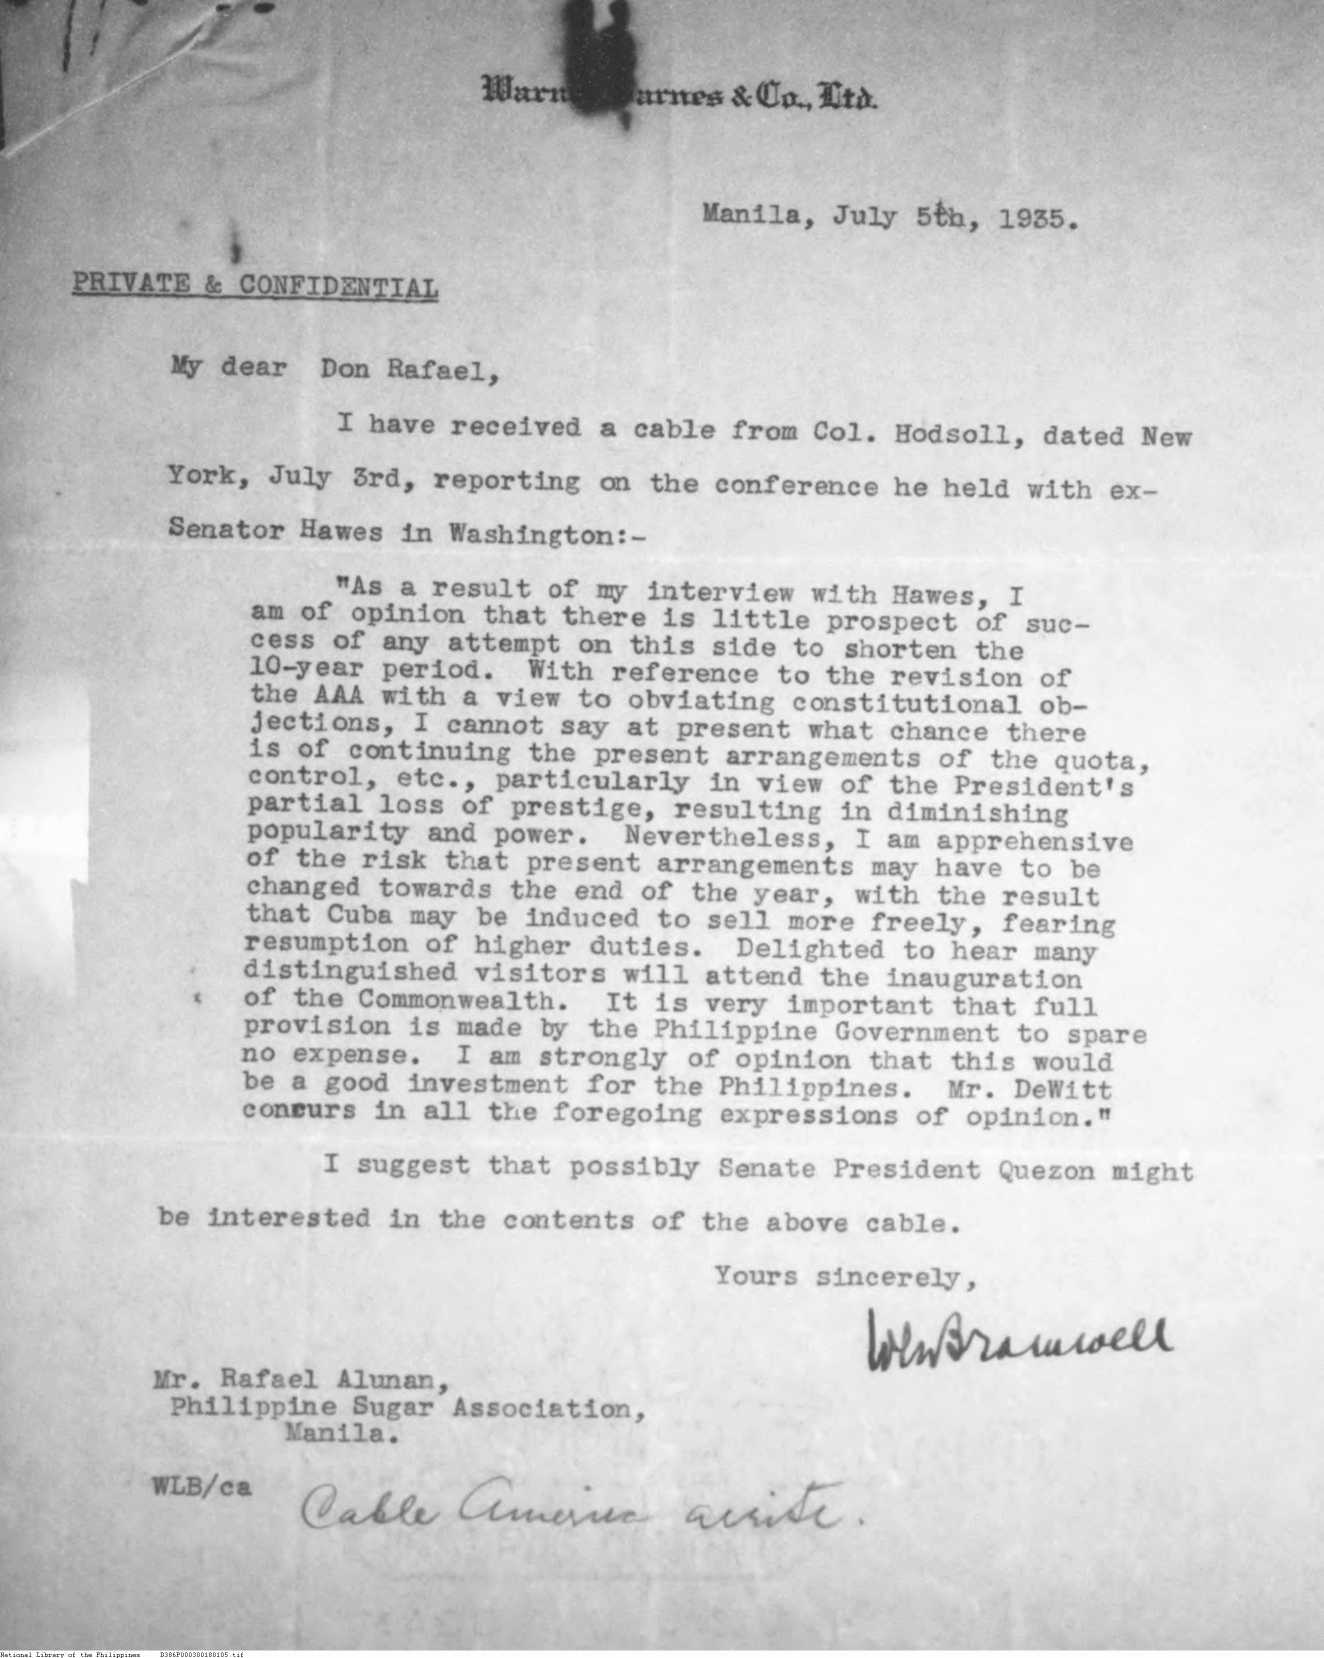 Warn arnes & Co., Ltd.
Manila, July 5th, 1935.
PRIVATE & CONFIDENTIAL
My dear Don Rafael,
I have received a cable from Col. Hodsoll, dated New
York, July 3rd, reporting on the conference he held with ex-
Senator Hawes in Washington:-
"As a result of my interview with Hawes, I
am of opinion that there is little prospect of suc-
cess of any attempt on this side to shorten the
10-year period. With reference to the revision of
the AAA with a view to obviating constitutional ob-
jections, I cannot say at present what chance there
is of continuing the present arrangements of the quota,
control, etc., particularly in view of the President's
partial loss of prestige, resulting in diminishing
popularity and power. Nevertheless, I am apprehensive
of the risk that present arrangements may have to be
changed towards the end of the year, with the result
that Cuba may be induced to sell more freely, fearing
resumption of higher duties. Delighted to hear many
distinguished visitors will attend the inauguration
of the Commonwealth. It is very important that full
provision is made by the Philippine Government to spare
no expense. I am strongly of opinion that this would
be a good investment for the Philippines. Mr. DeWitt
concurs in all the foregoing expressions of opinion."
I suggest that possibly Senate President Quezon might
be interested in the contents of the above cable.
Yours sincerely,
WLBramwell
Mr. Rafael Alunan,
Philippine Sugar Association,
Manila.
WLB/ca
Cable
National Library of the Philippines B386P000300180105.tif